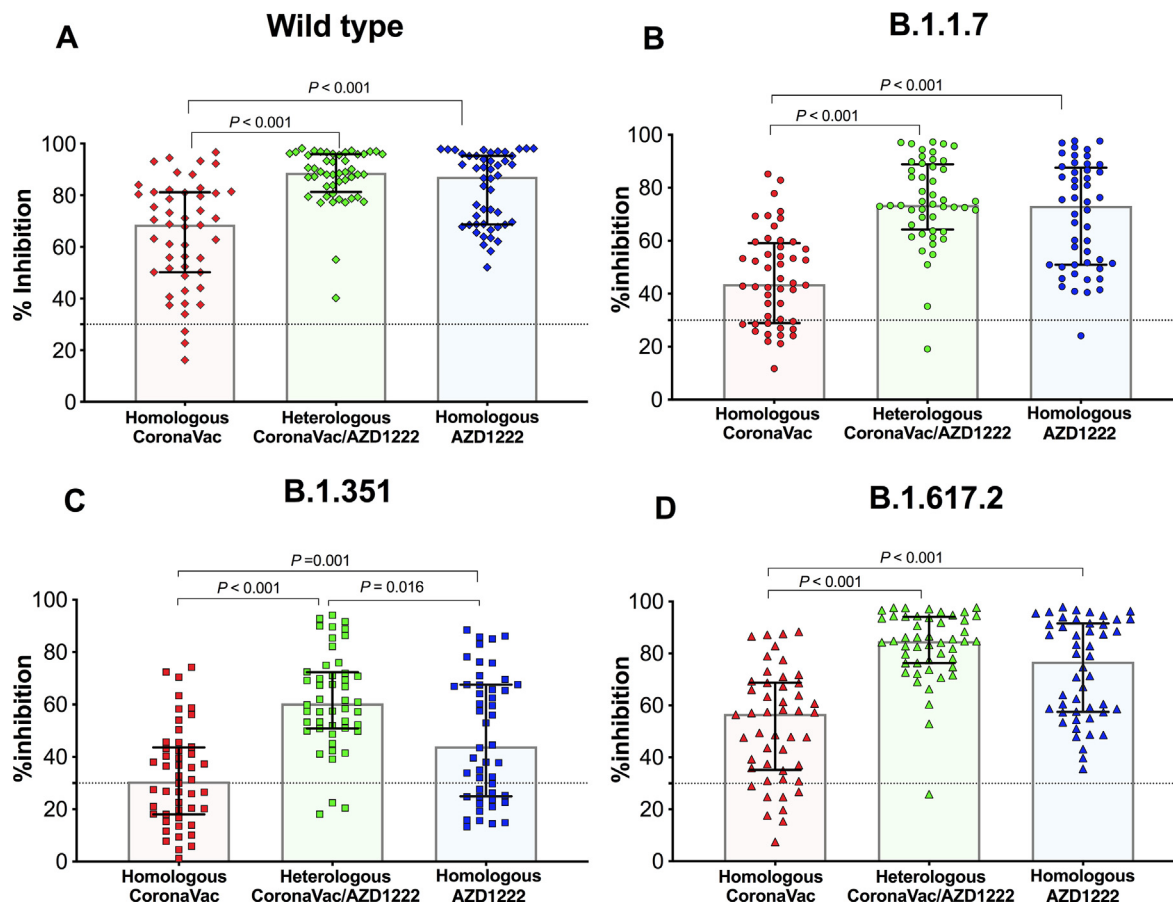 A
Wild type
P < 0.001
P < 0.001
% Inhibition
100
80
60
40
20
0
Homologous
CoronaVac
Heterologous
CoronaVac/AZD1222
Homologous
AZD1222
B
B.1.1.7
P < 0.001
P < 0.001
%inhibition
100
80
60
40
20
0
Homologous
CoronaVac
Heterologous
CoronaVac/AZD1222
Homologous
AZD1222
C
B.1.351
P =0.001
P < 0.001
P = 0.016
%inhibition
100
80
60
40
20
0
Homologous
CoronaVac
Heterologous
CoronaVac/AZD1222
Homologous
AZD1222
D
B.1.617.2
P < 0.001
P < 0.001
%inhibition
100
80
60
40
20
0
Homologous
CoronaVac
Heterologous
CoronaVac/AZD1222
Homologous
AZD1222